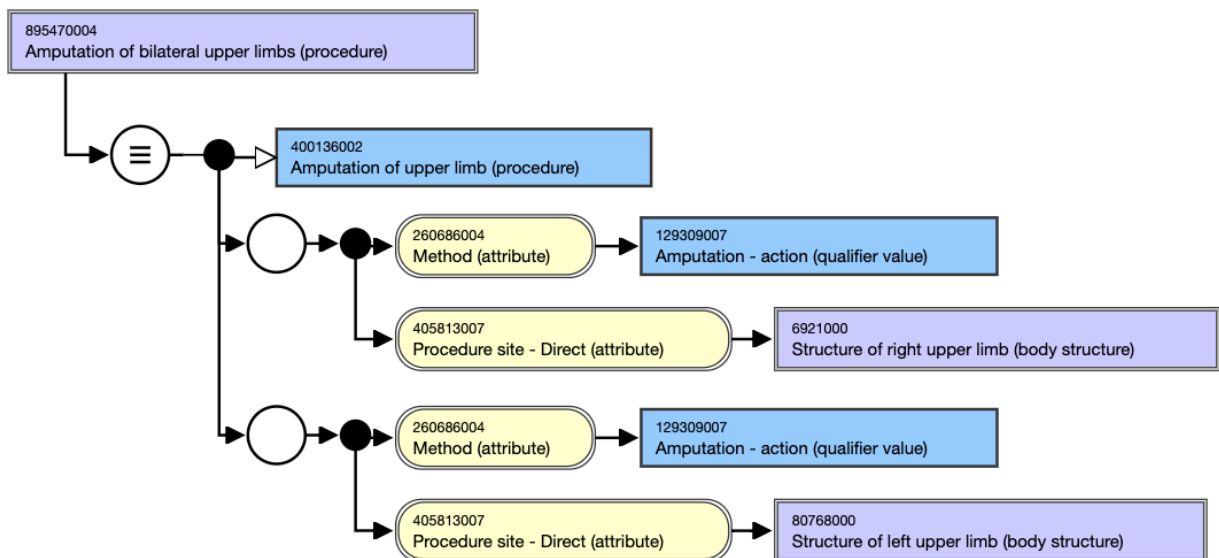 895470004
Amputation of bilateral upper limbs (procedure)
400136002
Amputation of upper limb (procedure)
260686004
Method (attribute)
129309007
Amputation - action (qualifier value)
405813007
Procedure site - Direct (attribute)
6921000
Structure of right upper limb (body structure)
260686004
Method (attribute)
129309007
Amputation - action (qualifier value)
405813007
Procedure site - Direct (attribute)
80768000
Structure of left upper limb (body structure)